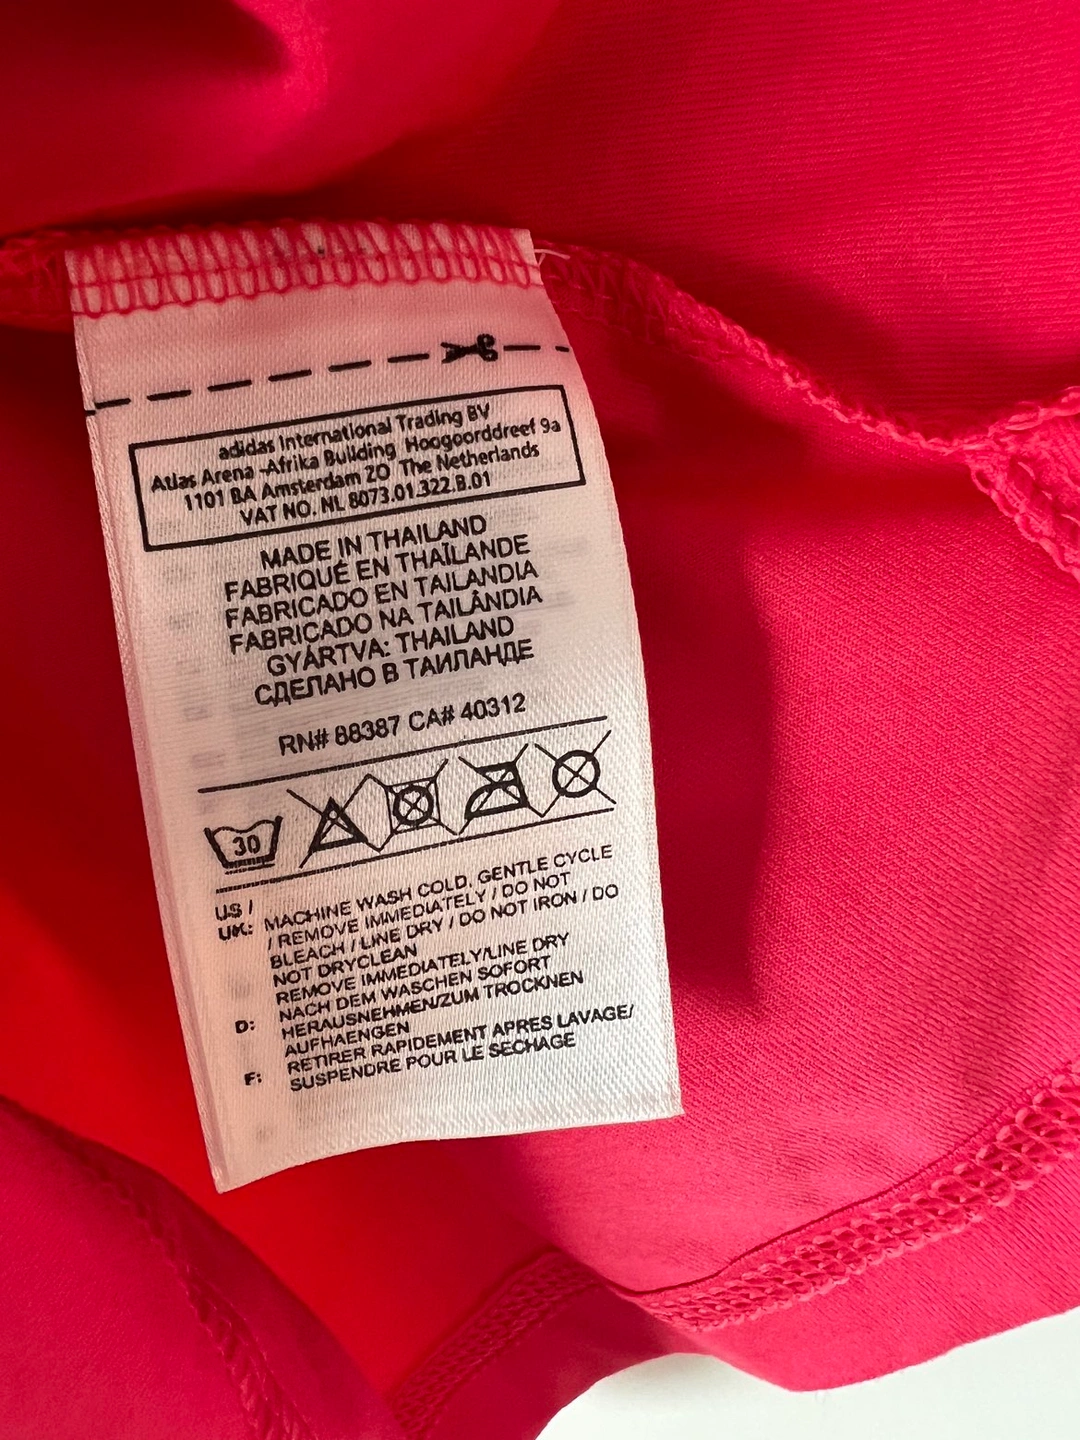 adidas International Trading BV
Atlas Arena -Afrika Building Hoogoorddreef 9a
1101 BA Amsterdam ZO The Netherlands
VAT NO. NL 8073.01.322.B.01
MADE IN THAILAND
FABRIQUÉ EN THAÏLANDE
FABRICADO EN TAILANDIA
FABRICADO NA TAILÂNDIA
GYÁRTVA: THAILAND
СДЕЛАНО В ТАИЛАНДЕ
RN# 88387 CA# 40312
30
US /
UK: MACHINE WASH COLD, GENTLE CYCLE
/ REMOVE IMMEDIATELY / DO NOT
BLEACH / LINE DRY / DO NOT IRON / DO
NOT DRYCLEAN
REMOVE IMMEDIATELY/LINE DRY
D: NACH DEM WASCHEN SOFORT
HERAUSNEHMEN/ZUM TROCKNEN
AUFHAENGEN
F: RETIRER RAPIDEMENT APRES LAVAGE/
SUSPENDRE POUR LE SECHAGE